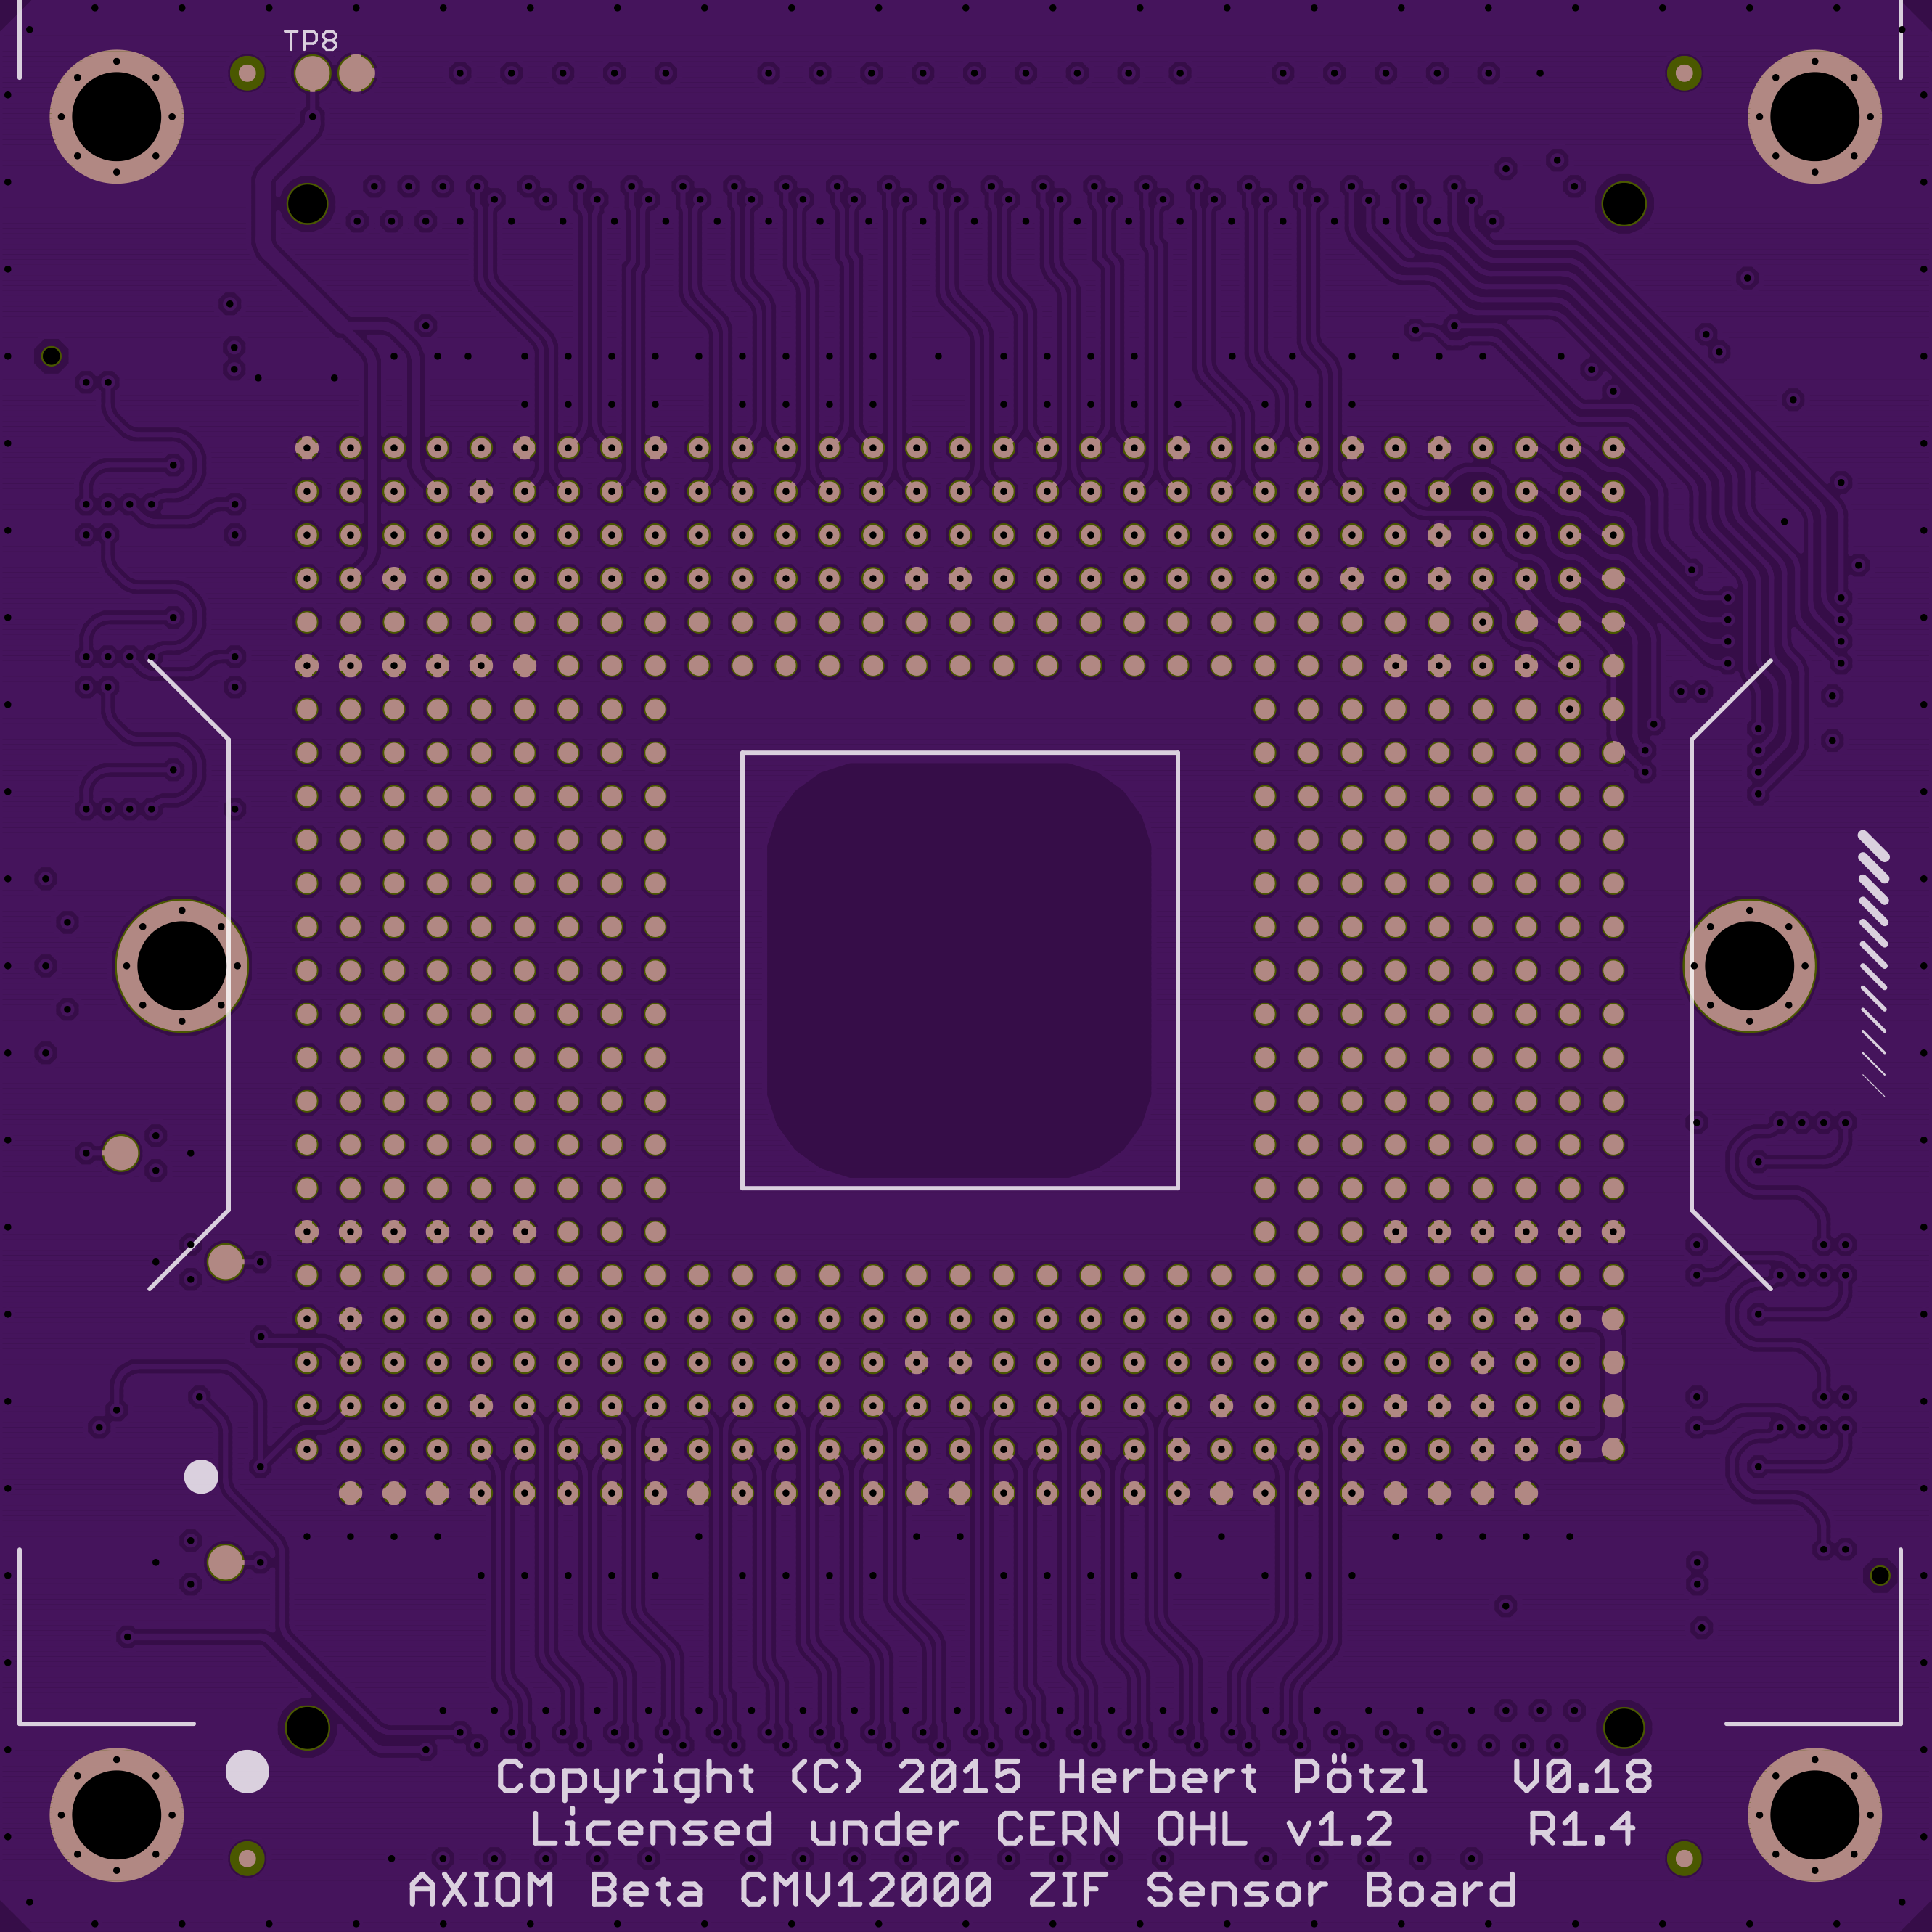 TP8
Copyright (C) 2015 Herbert Pötzl V0.18
Licensed under CERN OHL v1.2 R1.4
AXIOM Beta CMV12000 ZIF Sensor Board